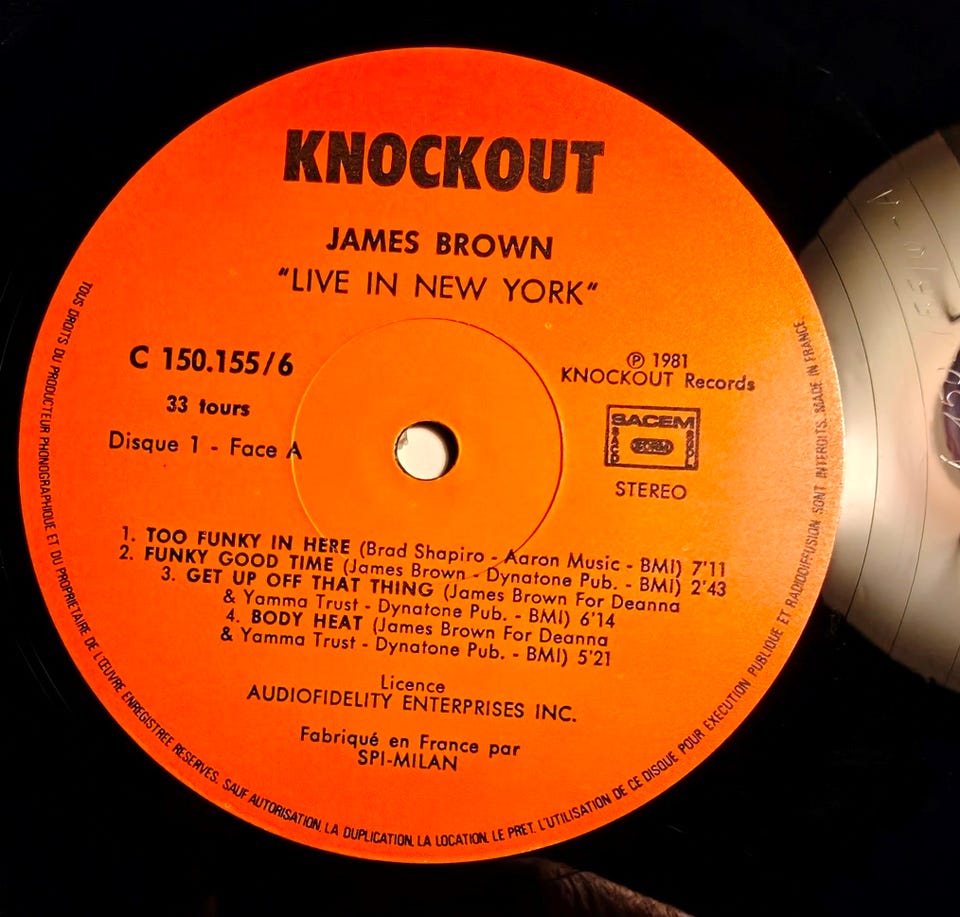 KNOCKOUT
JAMES BROWN
"LIVE IN NEW YORK"
C 150.155/6
33 tours
Disque 1 - Face A
℗ 1981
KNOCKOUT Records
SACEM
STEREO
1. TOO FUNKY IN HERE (Brad Shapiro - Aaron Music - BMI) 7'11
2. FUNKY GOOD TIME (James Brown - Dynatone Pub. - BMI) 2'43
3. GET UP OFF THAT THING (James Brown For Deanna
& Yamma Trust - Dynatone Pub. - BMI) 6'14
4. BODY HEAT (James Brown For Deanna
& Yamma Trust - Dynatone Pub. - BMI) 5'21
Licence
AUDIOFIDELITY ENTERPRISES INC.
Fabriqué en France par
SPI-MILAN
TOUS DROITS DU PRODUCTEUR PHONOGRAPHIQUE ET DU PROPRIETAIRE DE L'ŒUVRE ENREGISTREE RESERVES. SAUF AUTORISATION, LA DUPLICATION, LA LOCATION, LE PRET, L'UTILISATION DE CE DISQUE POUR EXECUTION PUBLIQUE ET RADIODIFFUSION SONT INTERDITS. MADE IN FRANCE.